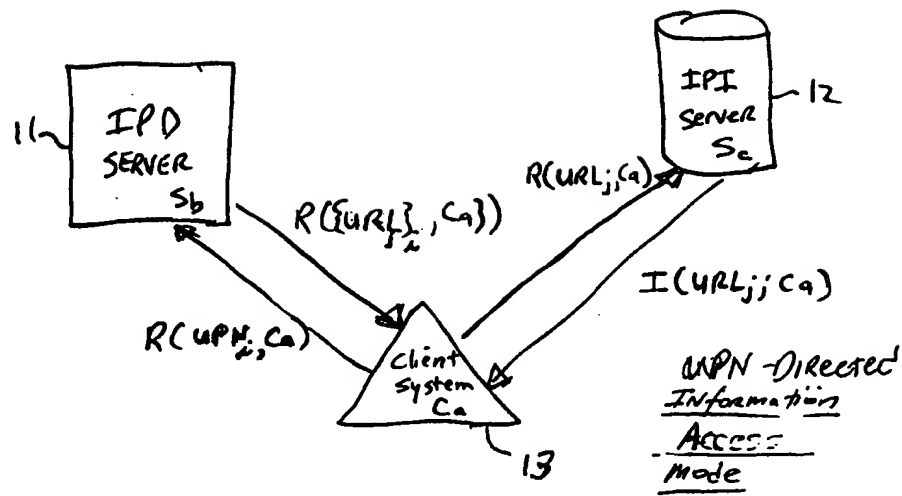 11
IPD
SERVER
Sb
IPI
Server
Sc
12
R({URL}i, Ca})
R(URLj, Ca)
I(URLj; Ca)
R(UPNi, Ca)
Client
System
Ca
13
UPN-Directed
Information
Access
Mode